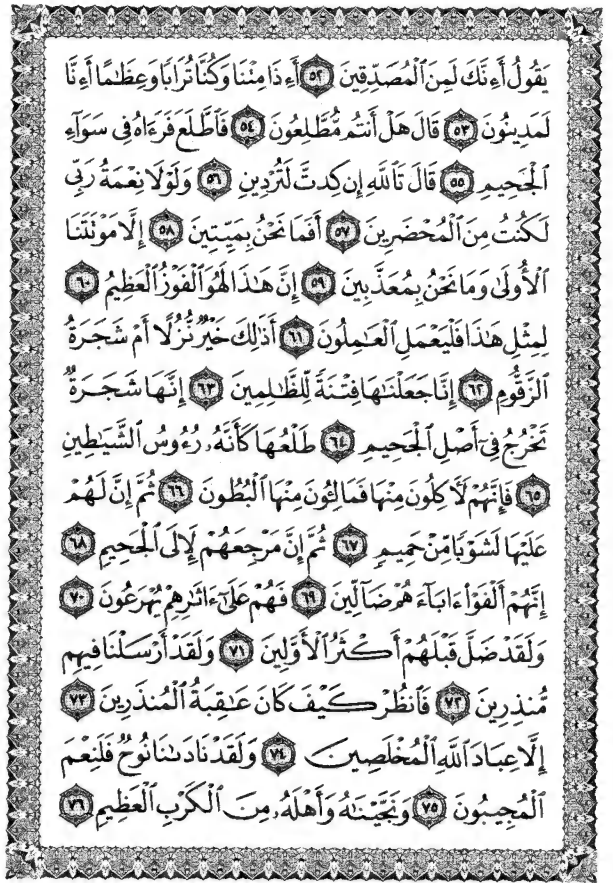 يَقُولُ أَءِنَّكَ لَمِنَ ٱلْمُصَدِّقِينَ ٥٢ أَءِذَا مِتْنَا وَكُنَّا تُرَابًا وَعِظَٰمًا أَءِنَّا
لَمَدِينُونَ ٥٣ قَالَ هَلْ أَنتُم مُّطَّلِعُونَ ٥٤ فَٱطَّلَعَ فَرَءَاهُ فِى سَوَآءِ
ٱلْجَحِيمِ ٥٥ قَالَ تَٱللَّهِ إِن كِدتَّ لَتُرْدِينِ ٥٦ وَلَوْلَا نِعْمَةُ رَبِّى
لَكُنتُ مِنَ ٱلْمُحْضَرِينَ ٥٧ أَفَمَا نَحْنُ بِمَيِّتِينَ ٥٨ إِلَّا مَوْتَتَنَا
ٱلْأُولَىٰ وَمَا نَحْنُ بِمُعَذَّبِينَ ٥٩ إِنَّ هَٰذَا لَهُوَ ٱلْفَوْزُ ٱلْعَظِيمُ ٦٠
لِمِثْلِ هَٰذَا فَلْيَعْمَلِ ٱلْعَٰمِلُونَ ٦١ أَذَٰلِكَ خَيْرٌ نُّزُلًا أَمْ شَجَرَةُ
ٱلزَّقُّومِ ٦٢ إِنَّا جَعَلْنَٰهَا فِتْنَةً لِّلظَّٰلِمِينَ ٦٣ إِنَّهَا شَجَرَةٌ
تَخْرُجُ فِىٓ أَصْلِ ٱلْجَحِيمِ ٦٤ طَلْعُهَا كَأَنَّهُۥ رُءُوسُ ٱلشَّيَٰطِينِ
٦٥ فَإِنَّهُمْ لَءَاكِلُونَ مِنْهَا فَمَالِـُٔونَ مِنْهَا ٱلْبُطُونَ ٦٦ ثُمَّ إِنَّ لَهُمْ
عَلَيْهَا لَشَوْبًا مِّنْ حَمِيمٍ ٦٧ ثُمَّ إِنَّ مَرْجِعَهُمْ لَإِلَى ٱلْجَحِيمِ ٦٨
إِنَّهُمْ أَلْفَوْا۟ ءَابَآءَهُمْ ضَآلِّينَ ٦٩ فَهُمْ عَلَىٰٓ ءَاثَٰرِهِمْ يُهْرَعُونَ ٧٠
وَلَقَدْ ضَلَّ قَبْلَهُمْ أَكْثَرُ ٱلْأَوَّلِينَ ٧١ وَلَقَدْ أَرْسَلْنَا فِيهِم
مُّنذِرِينَ ٧٢ فَٱنظُرْ كَيْفَ كَانَ عَٰقِبَةُ ٱلْمُنذَرِينَ ٧٣
إِلَّا عِبَادَ ٱللَّهِ ٱلْمُخْلَصِينَ ٧٤ وَلَقَدْ نَادَىٰنَا نُوحٌ فَلَنِعْمَ
ٱلْمُجِيبُونَ ٧٥ وَنَجَّيْنَٰهُ وَأَهْلَهُۥ مِنَ ٱلْكَرْبِ ٱلْعَظِيمِ ٧٦